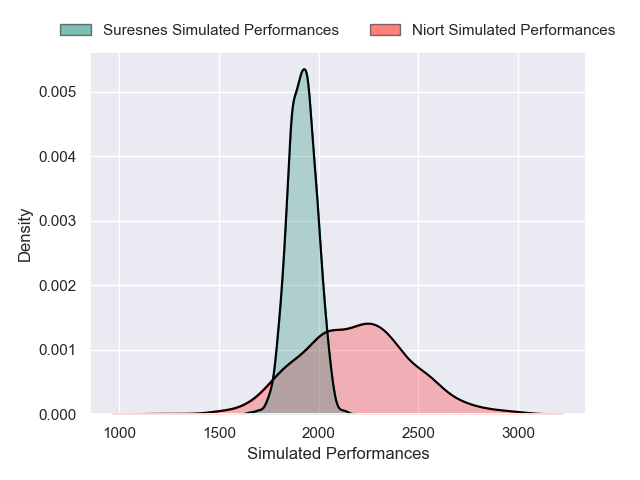 Suresnes Simulated Performances Niort Simulated Performances
0.005
0.004
0.003
0.002
0.001
0.000
Density
1000 1500 2000 2500 3000
Simulated Performances